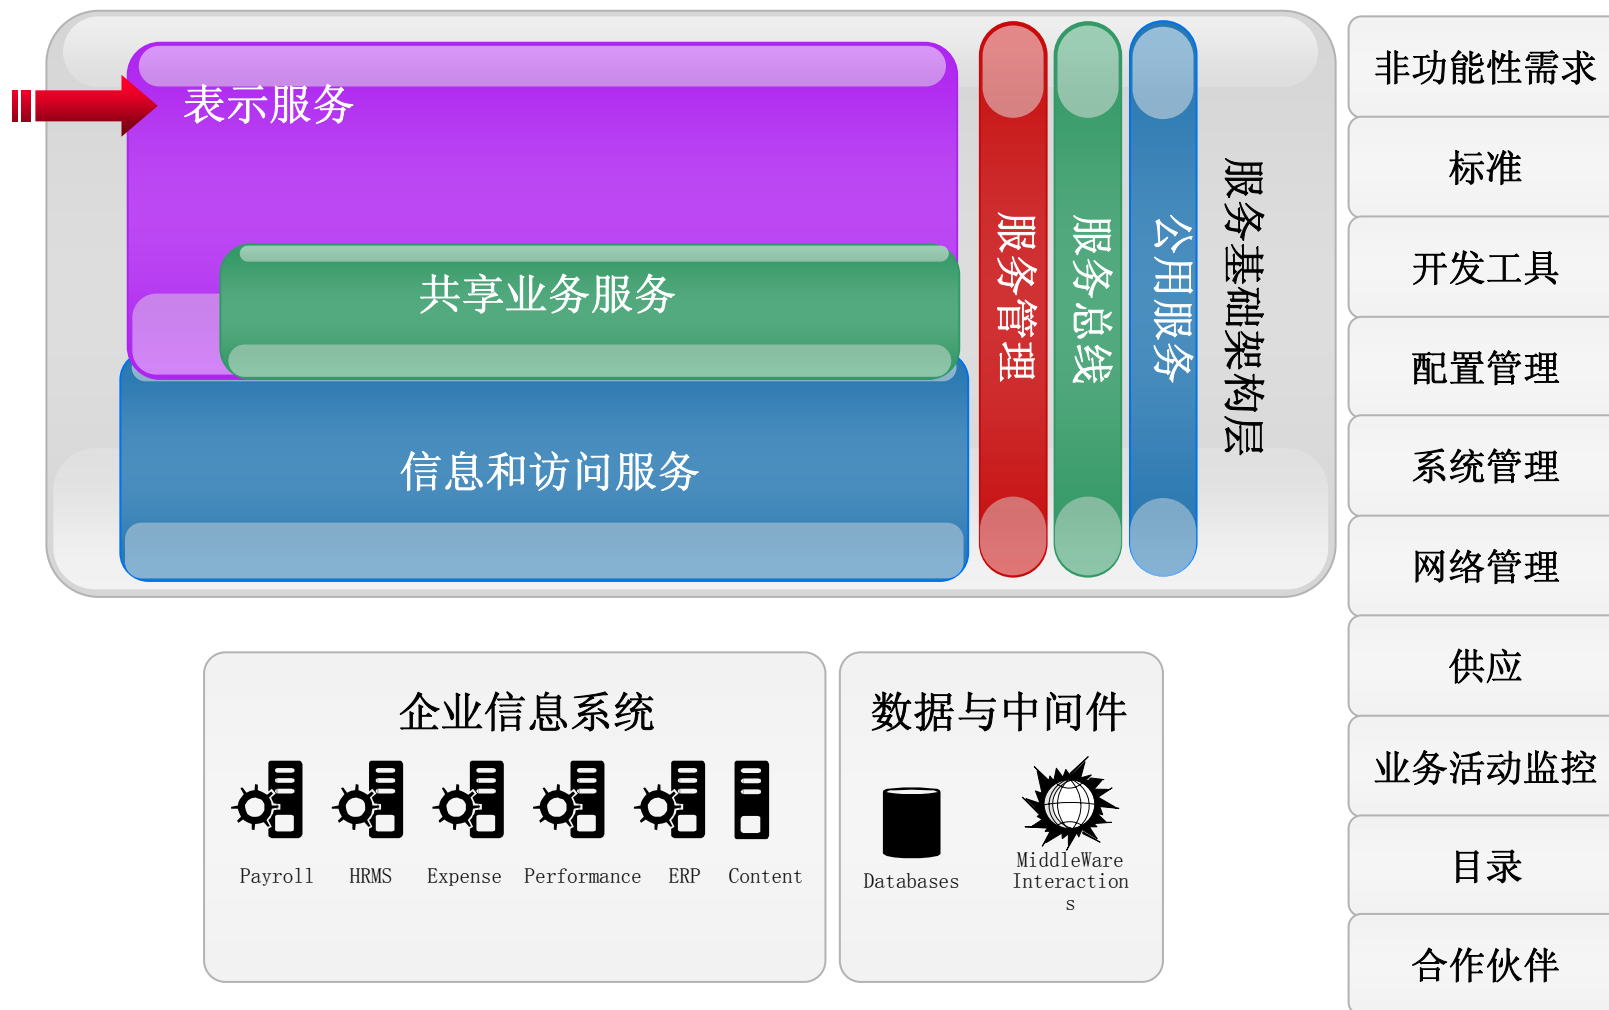 表示服务
共享业务服务
信息和访问服务
服务管理
服务总线
公用服务
服务基础架构层
企业信息系统
Payroll
HRMS
Expense
Performance
ERP
Content
数据与中间件
Databases
MiddleWare
Interaction
s
非功能性需求
标准
开发工具
配置管理
系统管理
网络管理
供应
业务活动监控
目录
合作伙伴